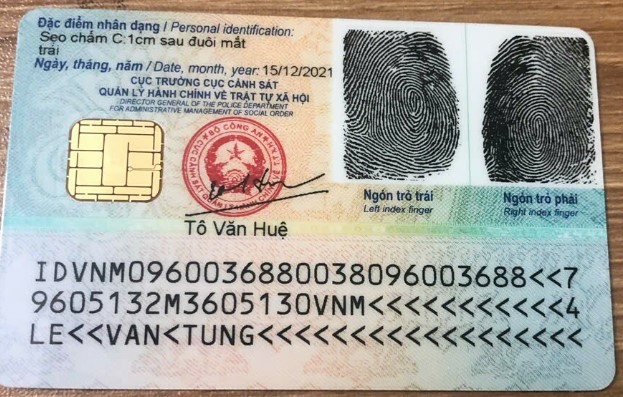 Đặc điểm nhân dạng / Personal identification:
Sẹo chấm C:1cm sau đuôi mắt
trái
Ngày, tháng, năm / Date, month, year: 15/12/2021
CỤC TRƯỞNG CỤC CẢNH SÁT
QUẢN LÝ HÀNH CHÍNH VỀ TRẬT TỰ XÃ HỘI
DIRECTOR GENERAL OF THE POLICE DEPARTMENT
FOR ADMINISTRATIVE MANAGEMENT OF SOCIAL ORDER
BỘ CÔNG AN
Tô Văn Huệ
Ngón trỏ trái
Left index finger
Ngón trỏ phải
Right index finger
IDVNM0960036880038096003688<<7
9605132M3605130VNM<<<<<<<<<<<4
LE<<VAN<TUNG<<<<<<<<<<<<<<<<<<